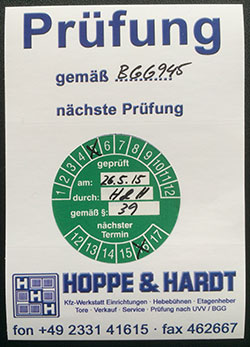 Prüfung
gemäß BGG945
nächste Prüfung
1 2 3 4 5 6 7 8 9 10 11 12
geprüft
am: 26.5.15
durch: H&H
gemäß §: 39
nächster
Termin
12 13 14 15 16 17
HHH
HOPPE & HARDT
Kfz-Werkstatt Einrichtungen · Hebebühnen · Etagenheber
Tore · Verkauf · Service · Prüfung nach UVV / BGG
fon +49 2331 41615 · fax 462667